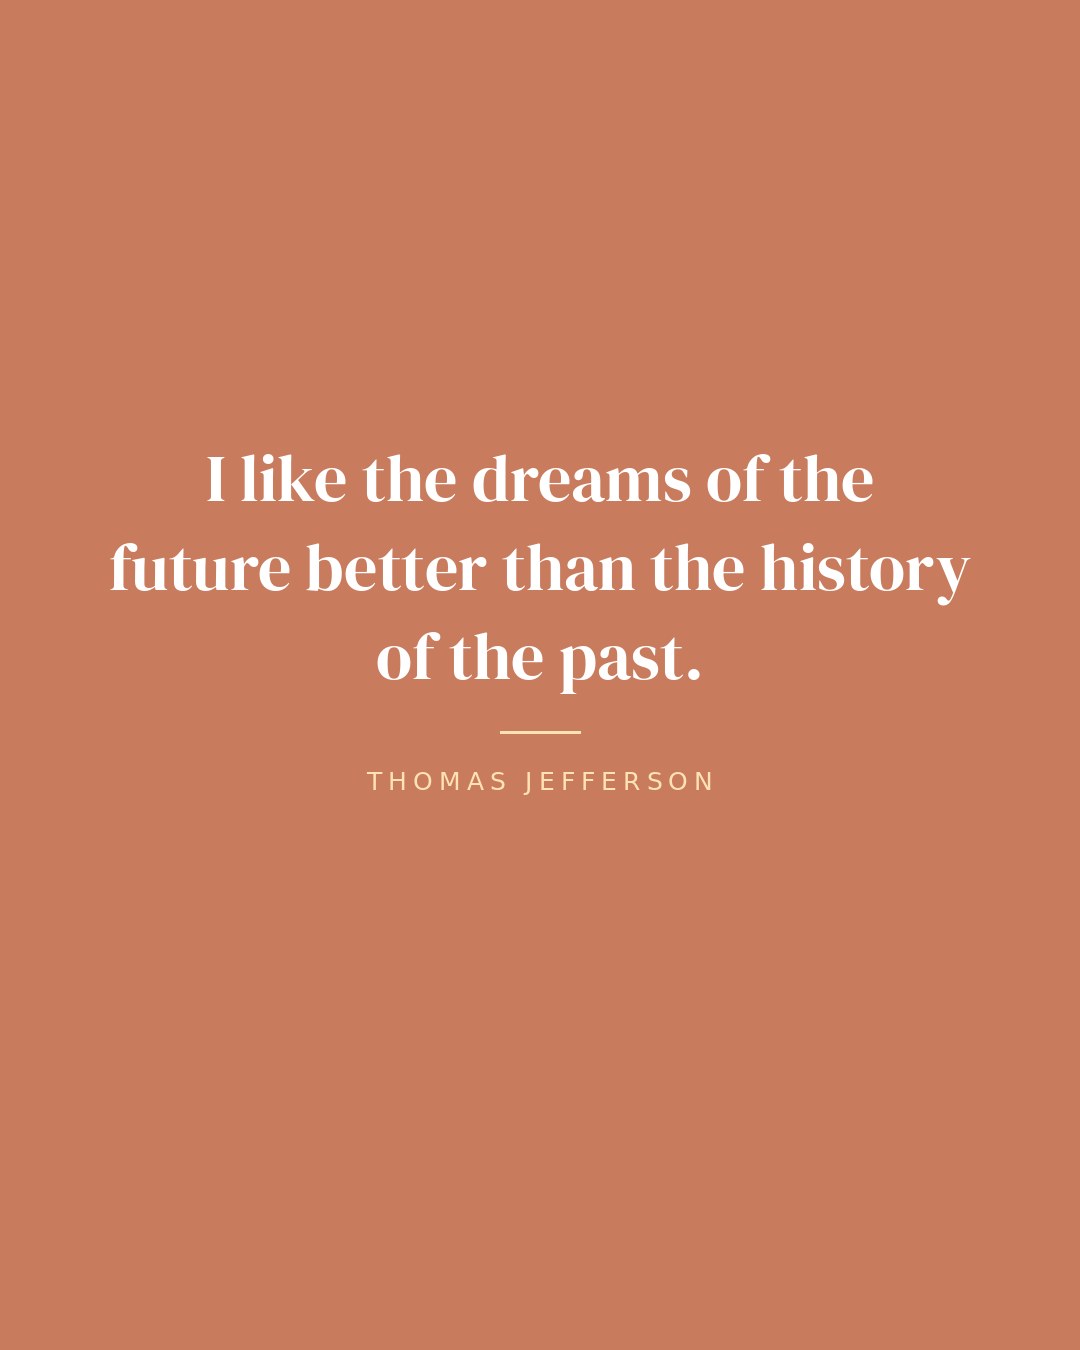 I like the dreams of the
future better than the history
of the past.
THOMAS JEFFERSON